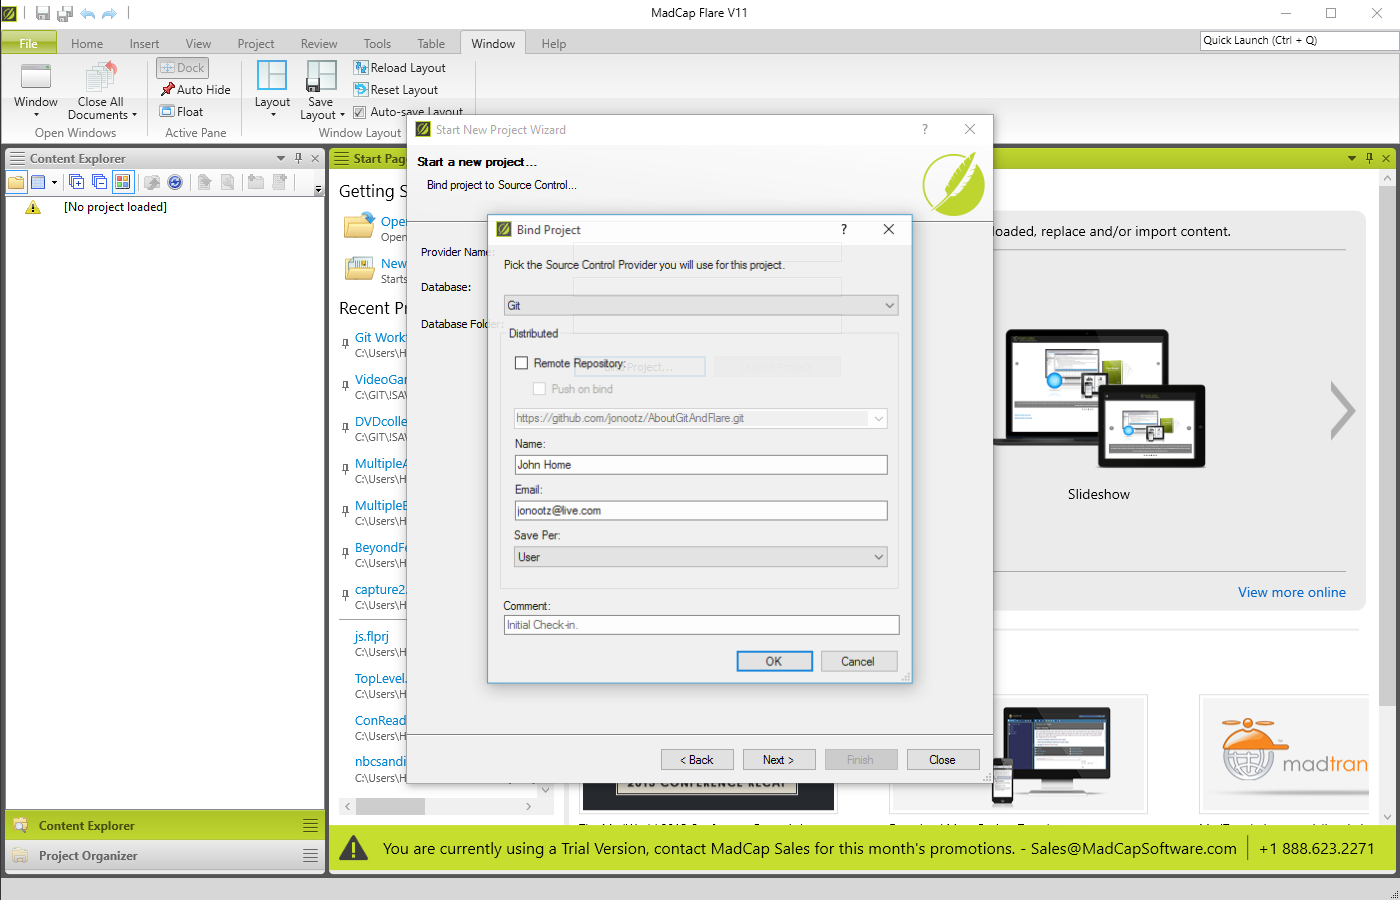 MadCap Flare V11
File Home Insert View Project Review Tools Table Window Help
Quick Launch (Ctrl + Q)
Window
Close All
Documents
Open Windows
Dock
Auto Hide
Float
Active Pane
Layout
Save
Layout
Reload Layout
Reset Layout
Auto-save Layout
Window Layout
Content Explorer
[No project loaded]
Start Pag
Getting S
Open
New
Starts
Recent Pr
Git Work
C:\Users\H
VideoGar
C:\GIT\!SA
DVDcolle
C:\GIT\!SA
MultipleA
C:\Users\H
MultipleE
C:\Users\H
BeyondFe
C:\Users\H
capture2.
C:\Users\H
js.flprj
C:\Users\H
TopLevel.
C:\Users\H
ConRead
C:\Users\H
nbcsandi
C:\Users\H
Start New Project Wizard
?
Start a new project...
Bind project to Source Control...
Provider Name:
Database:
Database Folder:
Bind Project
?
Pick the Source Control Provider you will use for this project.
Git
Distributed
Remote Repository:
Project...
Push on bind
https://github.com/jonootz/AboutGitAndFlare.git
Name:
John Home
Email:
jonootz@live.com
Save Per:
User
Comment:
Initial Check-in.
OK
Cancel
< Back
Next >
Finish
Close
loaded, replace and/or import content.
Slideshow
View more online
2015 CONFERENCE RECAP
madtran
Content Explorer
Project Organizer
You are currently using a Trial Version, contact MadCap Sales for this month's promotions. - Sales@MadCapSoftware.com
+1 888.623.2271